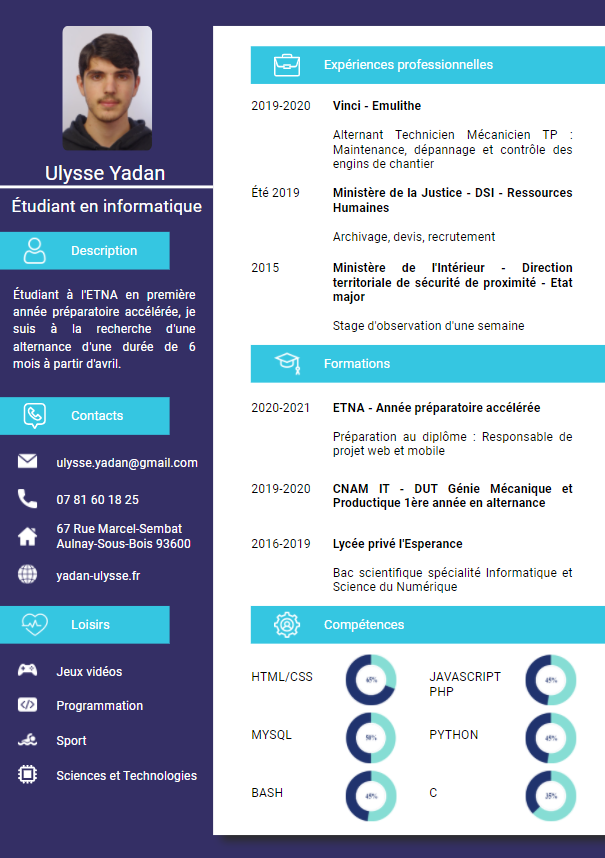 Ulysse Yadan
Étudiant en informatique
Description
Étudiant à l'ETNA en première
année préparatoire accélérée, je
suis à la recherche d'une
alternance d'une durée de 6
mois à partir d'avril.
Contacts
ulysse.yadan@gmail.com
07 81 60 18 25
67 Rue Marcel-Sembat
Aulnay-Sous-Bois 93600
yadan-ulysse.fr
Loisirs
Jeux vidéos
Programmation
Sport
Sciences et Technologies
Expériences professionnelles
2019-2020 Vinci - Emulithe
Alternant Technicien Mécanicien TP :
Maintenance, dépannage et contrôle des
engins de chantier
Été 2019 Ministère de la Justice - DSI - Ressources
Humaines
Archivage, devis, recrutement
2015 Ministère de l'Intérieur - Direction
territoriale de sécurité de proximité - Etat
major
Stage d'observation d'une semaine
Formations
2020-2021 ETNA - Année préparatoire accélérée
Préparation au diplôme : Responsable de
projet web et mobile
2019-2020 CNAM IT - DUT Génie Mécanique et
Productique 1ère année en alternance
2016-2019 Lycée privé l'Esperance
Bac scientifique spécialité Informatique et
Science du Numérique
Compétences
HTML/CSS 65% JAVASCRIPT 45%
PHP
MYSQL 50% PYTHON 45%
BASH 45% C 35%